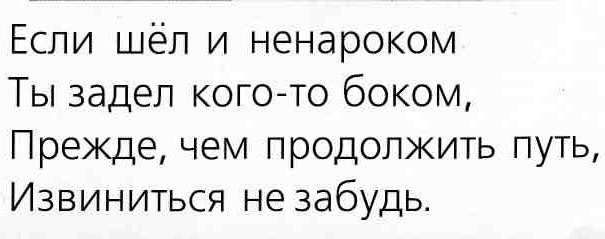 Если шёл и ненароком
Ты задел кого-то боком,
Прежде, чем продолжить путь,
Извиниться не забудь.